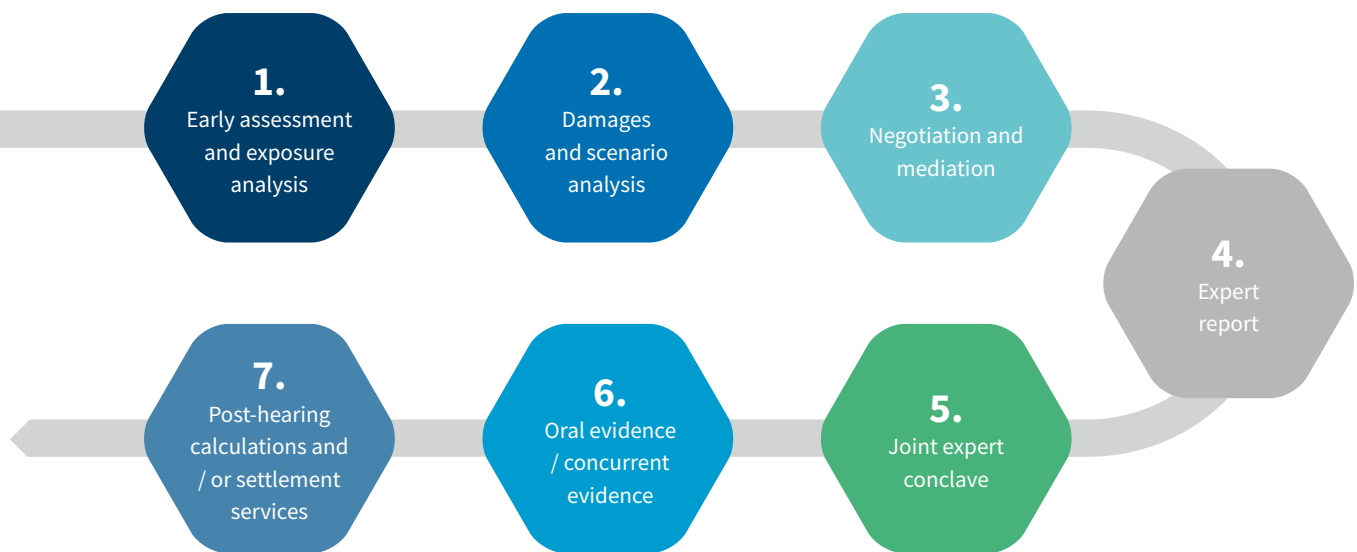 1.
Early assessment
and exposure
analysis
2.
Damages
and scenario
analysis
3.
Negotiation and
mediation
4.
Expert
report
5.
Joint expert
conclave
6.
Oral evidence
/ concurrent
evidence
7.
Post-hearing
calculations and
/ or settlement
services